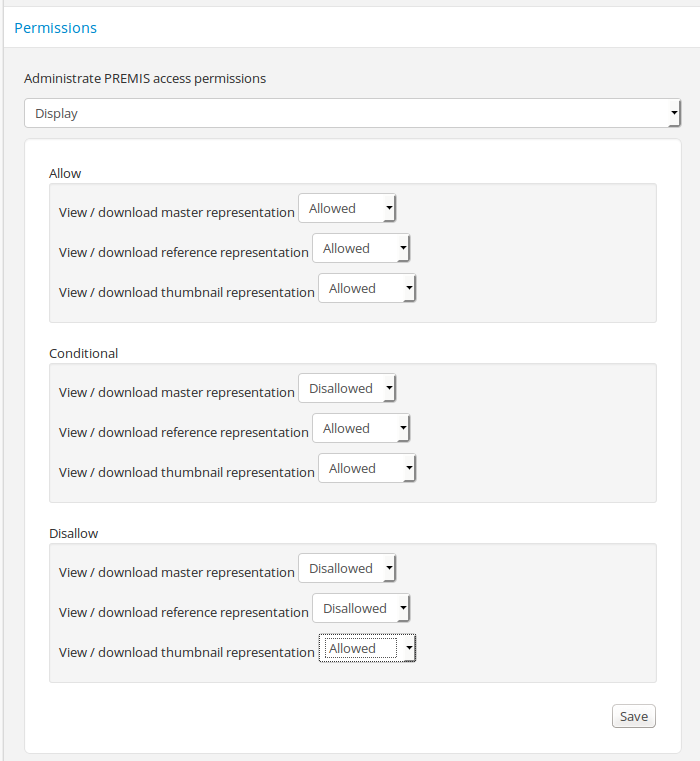 Permissions
Administrate PREMIS access permissions
Display
Allow
View / download master representation Allowed
View / download reference representation Allowed
View / download thumbnail representation Allowed
Conditional
View / download master representation Disallowed
View / download reference representation Allowed
View / download thumbnail representation Allowed
Disallow
View / download master representation Disallowed
View / download reference representation Disallowed
View / download thumbnail representation Allowed
Save